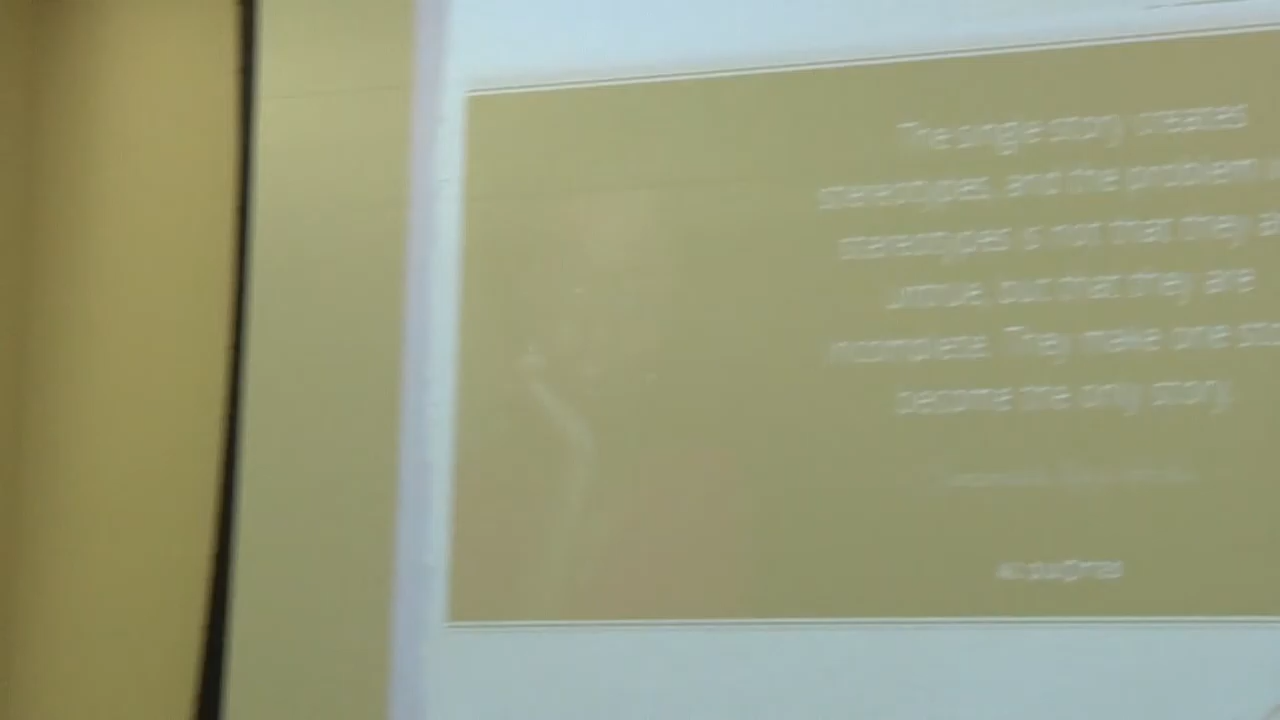 The single story creates
stereotypes, and the problem
stereotypes is not that they
untrue, but that they are
incomplete. They make one
become the only story.